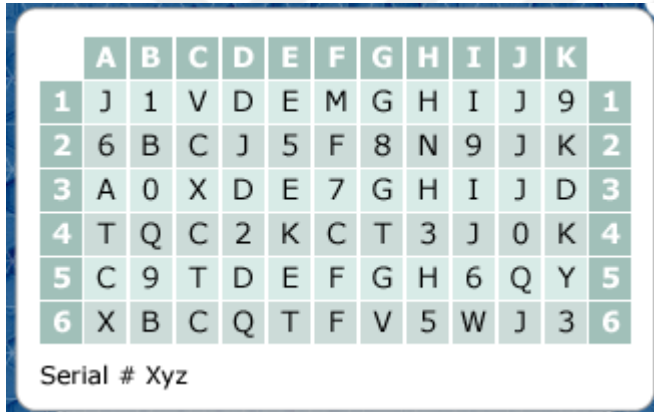 A B C D E F G H I J K
1 J 1 V D E M G H I J 9 1
2 6 B C J 5 F 8 N 9 J K 2
3 A 0 X D E 7 G H I J D 3
4 T Q C 2 K C T 3 J 0 K 4
5 C 9 T D E F G H 6 Q Y 5
6 X B C Q T F V 5 W J 3 6
Serial # Xyz